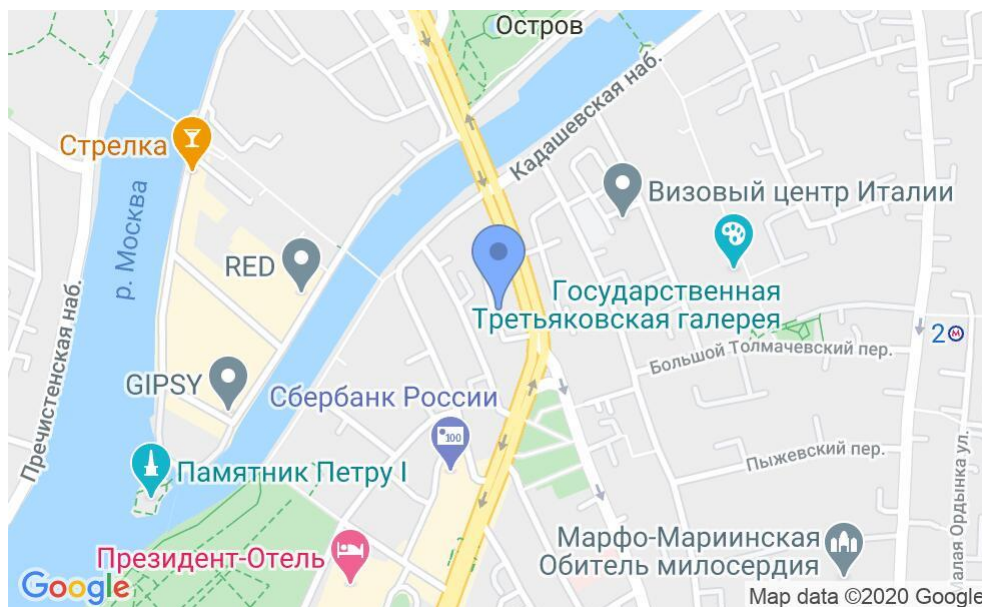 Остров
Кадашевская наб.
Стрелка
р. Москва
Визовый центр Италии
RED
Государственная
Третьяковская галерея
2
М
Большой Толмачевский пер.
Пречистенская наб.
GIPSY
Сбербанк России
100
Памятник Петру I
Пыжевский пер.
алая Ордынка ул.
Президент-Отель
Марфо-Мариинская
Обитель милосердия
Google
Map data ©2020 Google